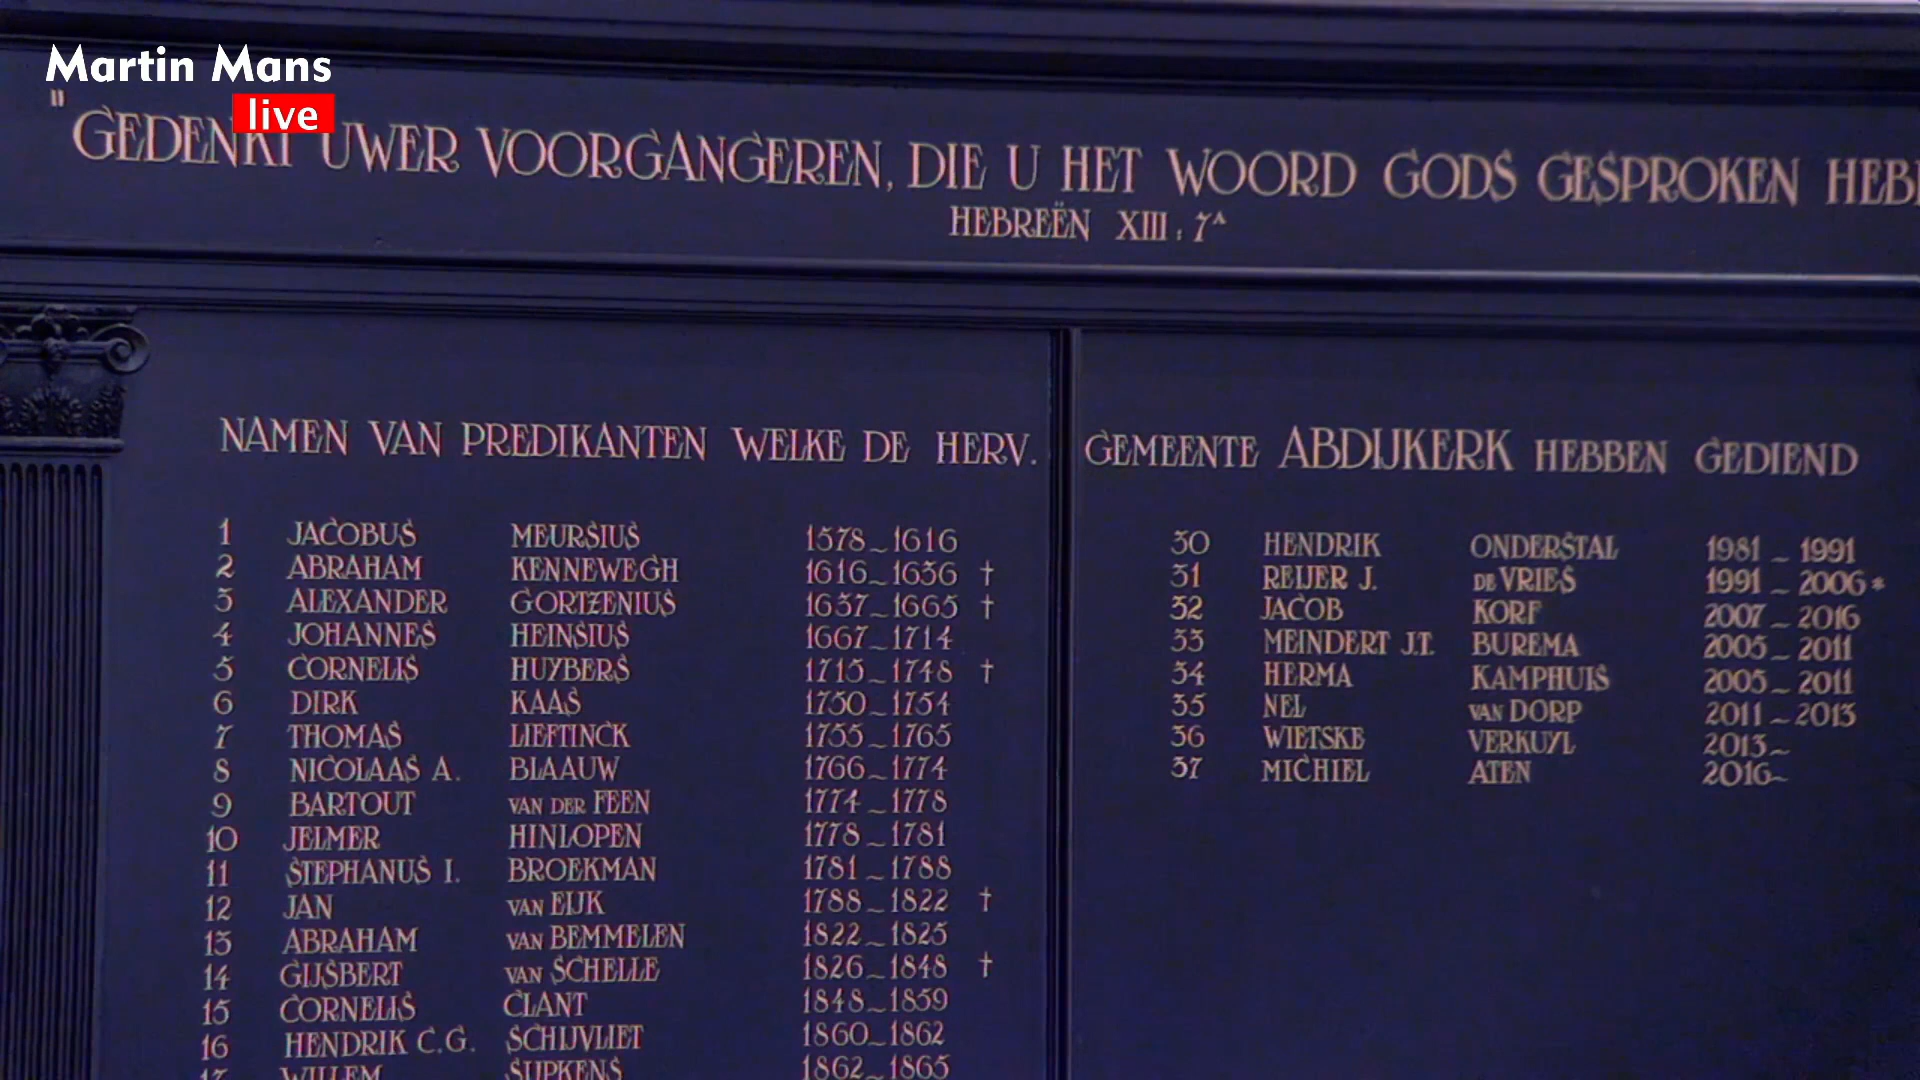 Martin Mans
live
"GEDENKT UWER VOORGANGEREN, DIE U HET WOORD GODS GESPROKEN HEB
HEBREËN XIII : 7A
NAMEN VAN PREDIKANTEN WELKE DE HERV. GEMEENTE ABDIJKERK HEBBEN GEDIEND
1 JACOBUS MEURSIUS 1578 - 1616
2 ABRAHAM KENNEWEGH 1616 - 1636 †
3 ALEXANDER GORTZENIUS 1637 - 1665 †
4 JOHANNES HEINSIUS 1667 - 1714
5 CORNELIS HUYBERS 1715 - 1748 †
6 DIRK KAAS 1750 - 1754
7 THOMAS LIEFTINCK 1755 - 1765
8 NICOLAAS A. BLAAUW 1766 - 1774
9 BARTOUT VAN DER FEEN 1774 - 1778
10 JELMER HINLOPEN 1778 - 1781
11 STEPHANUS I. BROEKMAN 1781 - 1788
12 JAN VAN EIJK 1788 - 1822 †
13 ABRAHAM VAN BEMMELEN 1822 - 1825
14 GIJSBERT VAN SCHELLE 1826 - 1848 †
15 CORNELIS CLANT 1848 - 1859
16 HENDRIK C.G. SCHIJVLIET 1860 - 1862
17 WILLEM SIJPKENS 1862 - 1865
30 HENDRIK ONDERSTAL 1981 - 1991
31 REIJER J. DE VRIES 1991 - 2006 *
32 JACOB KORF 2007 - 2016
33 MEINDERT J.T. BUREMA 2005 - 2011
34 HERMA KAMPHUIS 2005 - 2011
35 NEL VAN DORP 2011 - 2013
36 WIETSKE VERKUYL 2013 -
37 MICHIEL ATEN 2016 -